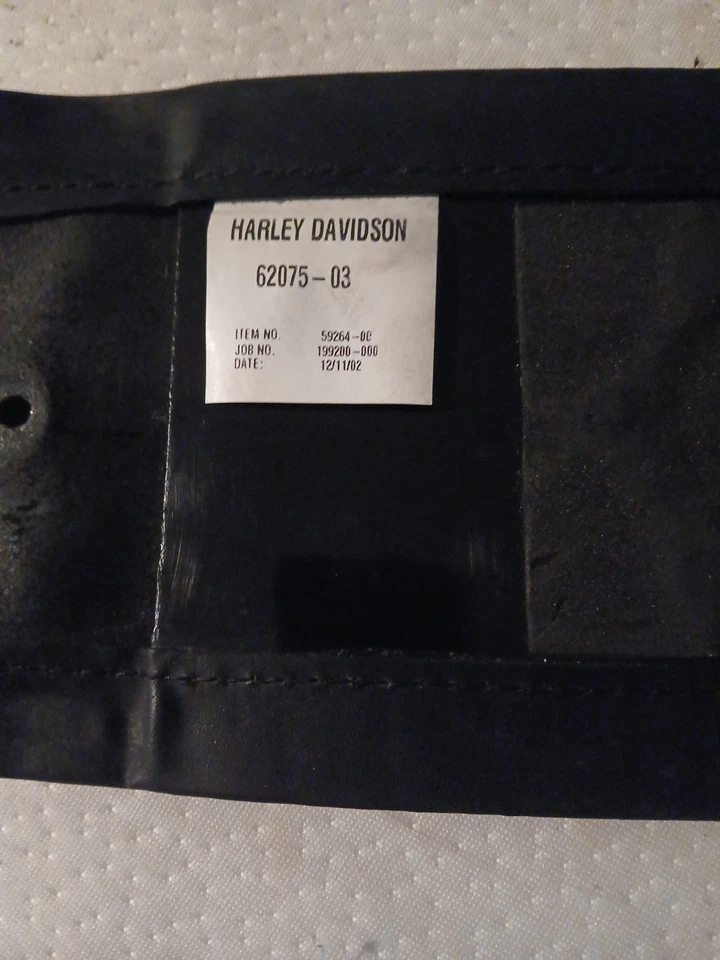 HARLEY DAVIDSON
62075-03
ITEM NO. 59264-00
JOB NO. 199200-000
DATE: 12/11/02